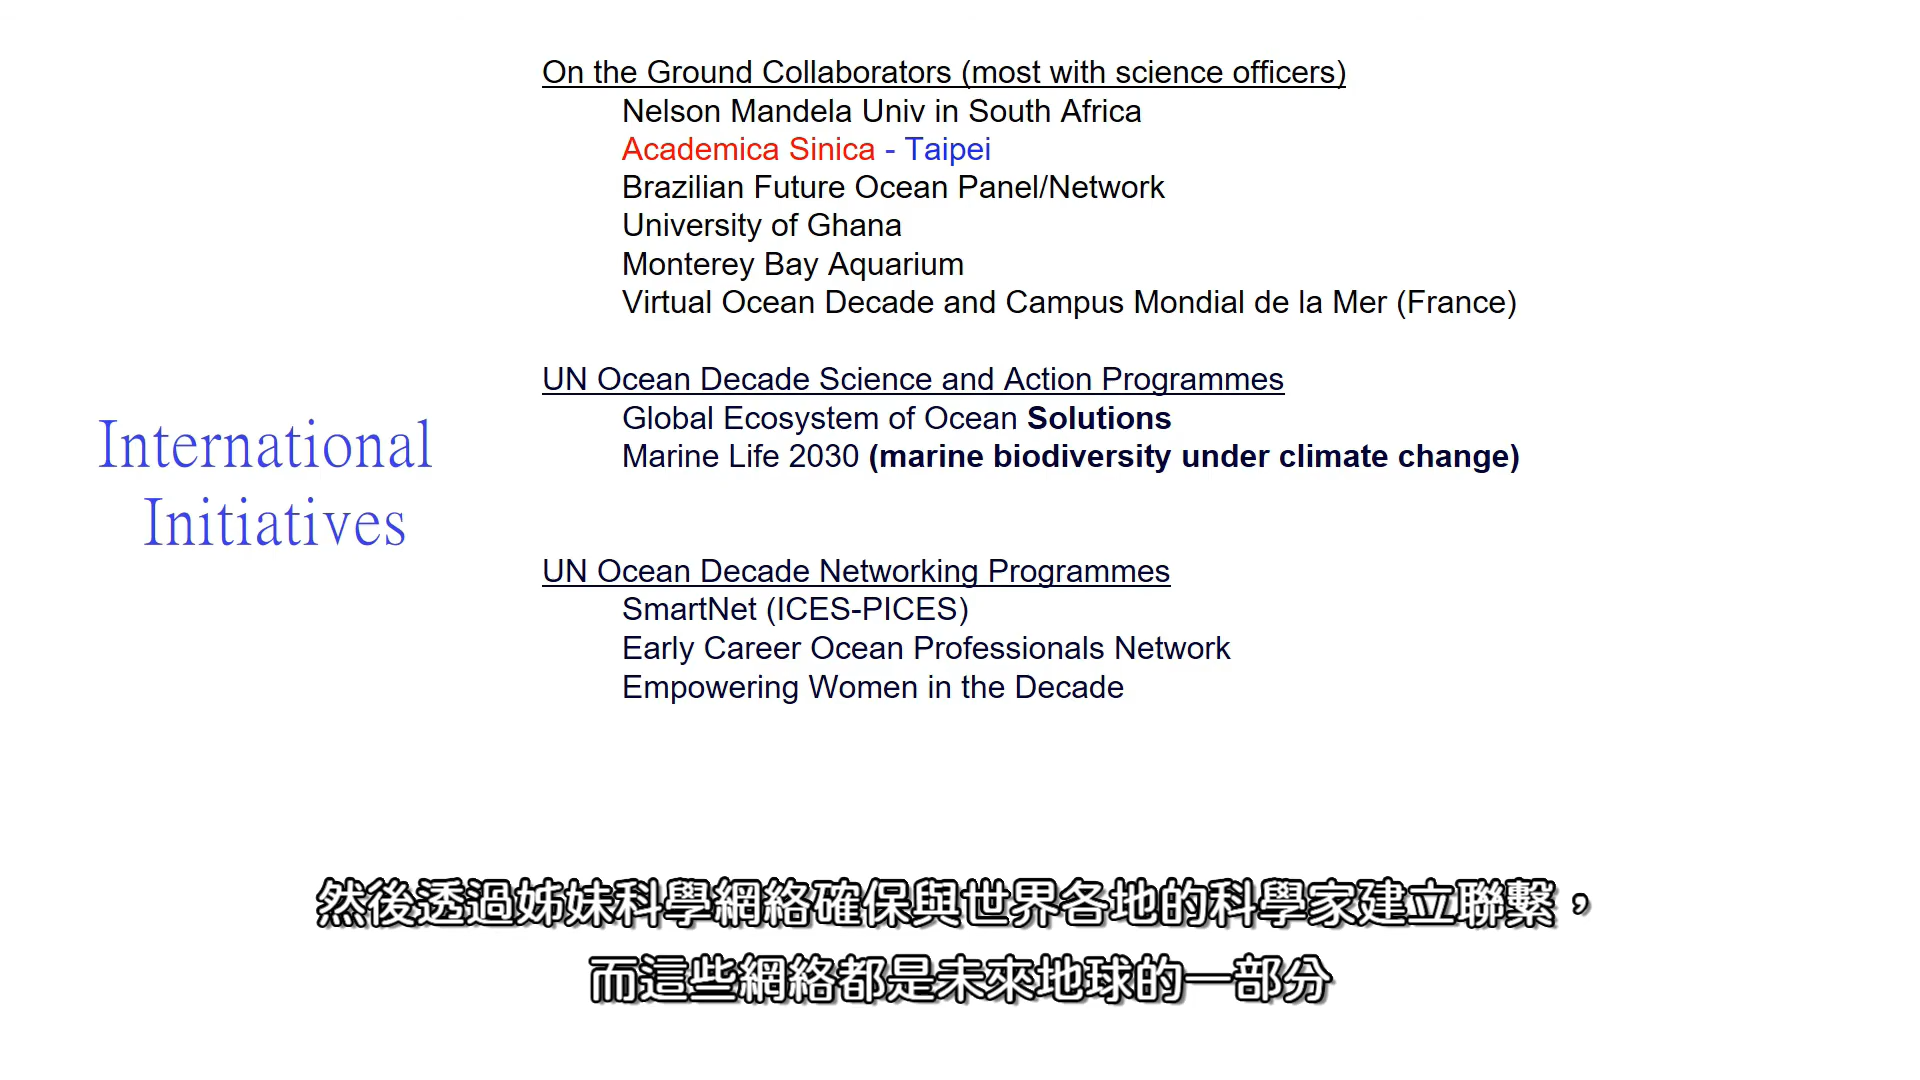 On the Ground Collaborators (most with science officers)
Nelson Mandela Univ in South Africa
Academica Sinica - Taipei
Brazilian Future Ocean Panel/Network
University of Ghana
Monterey Bay Aquarium
Virtual Ocean Decade and Campus Mondial de la Mer (France)
UN Ocean Decade Science and Action Programmes
Global Ecosystem of Ocean Solutions
Marine Life 2030 (marine biodiversity under climate change)
International
Initiatives
UN Ocean Decade Networking Programmes
SmartNet (ICES-PICES)
Early Career Ocean Professionals Network
Empowering Women in the Decade
然後透過姊妹科學網絡確保與世界各地的科學家建立聯繫，
而這些網絡都是未來地球的一部分